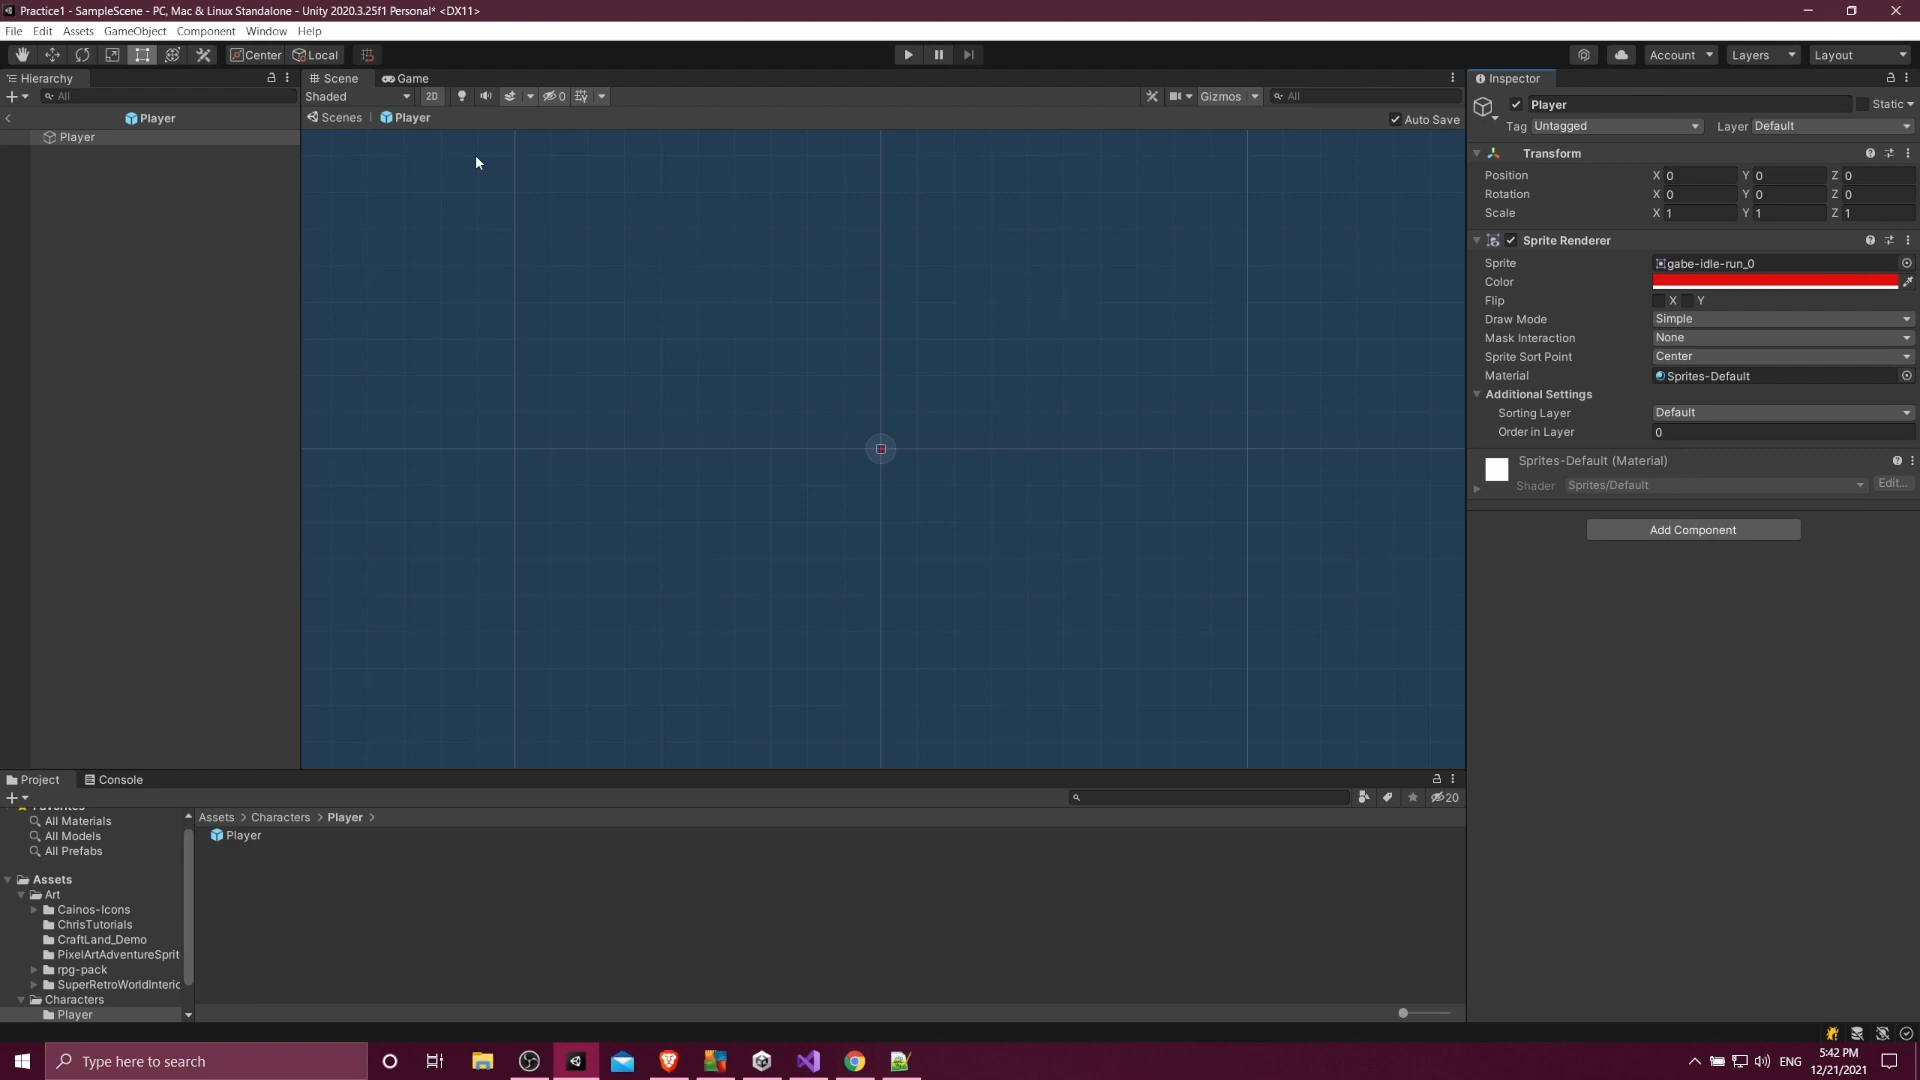 Practice1 - SampleScene - PC, Mac & Linux Standalone - Unity 2020.3.25f1 Personal* <DX11>
File Edit Assets GameObject Component Window Help
Center Local Account Layers Layout
Hierarchy Scene Game Inspector
All Shaded 2D 0 Gizmos All
Player Scenes Player Auto Save
Player
Player Static
Tag Untagged Layer Default
Transform
Position X 0 Y 0 Z 0
Rotation X 0 Y 0 Z 0
Scale X 1 Y 1 Z 1
Sprite Renderer
Sprite gabe-idle-run_0
Color
Flip X Y
Draw Mode Simple
Mask Interaction None
Sprite Sort Point Center
Material Sprites-Default
Additional Settings
Sorting Layer Default
Order in Layer 0
Sprites-Default (Material)
Shader Sprites/Default Edit...
Add Component
Project Console
20
Favorites
All Materials
All Models
All Prefabs
Assets
Art
Cainos-Icons
ChrisTutorials
CraftLand_Demo
PixelArtAdventureSprit
rpg-pack
SuperRetroWorldInteric
Characters
Player
Assets > Characters > Player >
Player
Type here to search
ENG
5:42 PM
12/21/2021